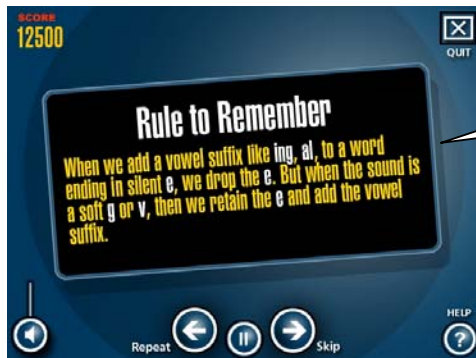 SCORE
12500
QUIT
Rule to Remember
When we add a vowel suffix like ing, al, to a word
ending in silent e, we drop the e. But when the sound is
a soft g or v, then we retain the e and add the vowel
suffix.
Repeat
Skip
HELP
?